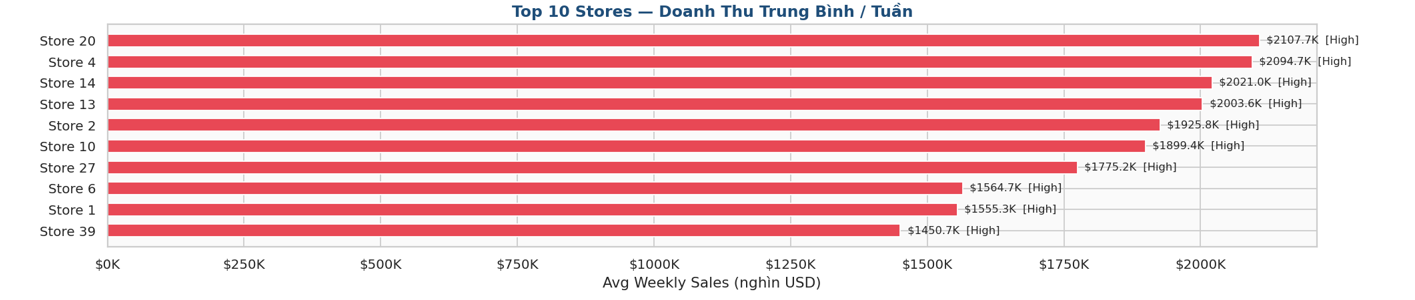 Top 10 Stores — Doanh Thu Trung Bình / Tuần
Store 20 $2107.7K [High]
Store 4 $2094.7K [High]
Store 14 $2021.0K [High]
Store 13 $2003.6K [High]
Store 2 $1925.8K [High]
Store 10 $1899.4K [High]
Store 27 $1775.2K [High]
Store 6 $1564.7K [High]
Store 1 $1555.3K [High]
Store 39 $1450.7K [High]
$0K $250K $500K $750K $1000K $1250K $1500K $1750K $2000K
Avg Weekly Sales (nghìn USD)